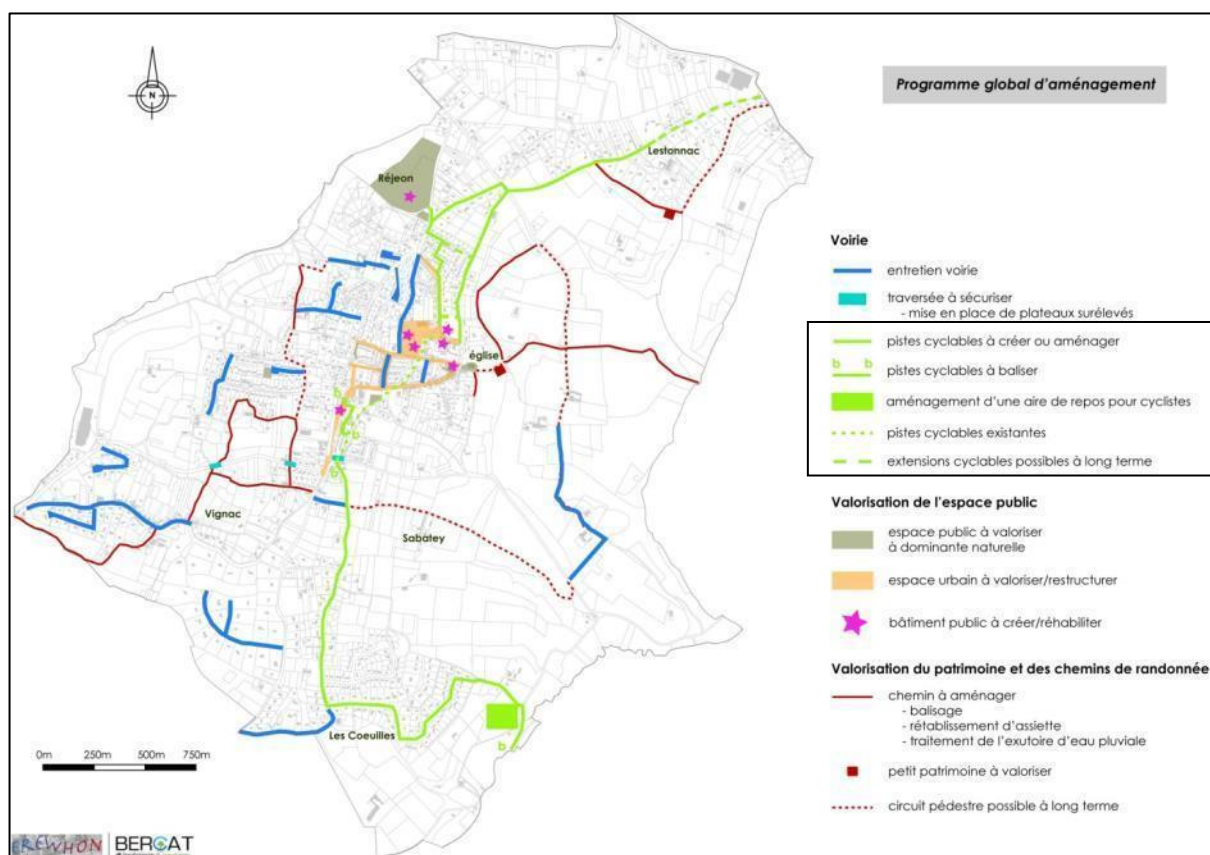 Programme global d'aménagement
N
Lestonnac
Réjeon
église
Vignac
Sabatey
Les Coeuilles
b
b
b
b
0m 250m 500m 750m
Voirie
entretien voirie
traversée à sécuriser
- mise en place de plateaux surélevés
pistes cyclables à créer ou aménager
b b
pistes cyclables à baliser
aménagement d'une aire de repos pour cyclistes
pistes cyclables existantes
extensions cyclables possibles à long terme
Valorisation de l'espace public
espace public à valoriser
à dominante naturelle
espace urbain à valoriser/restructurer
bâtiment public à créer/réhabiliter
Valorisation du patrimoine et des chemins de randonnée
chemin à aménager
- balisage
- rétablissement d'assiette
- traitement de l'exutoire d'eau pluviale
petit patrimoine à valoriser
circuit pédestre possible à long terme
EREWHON
BERCAT